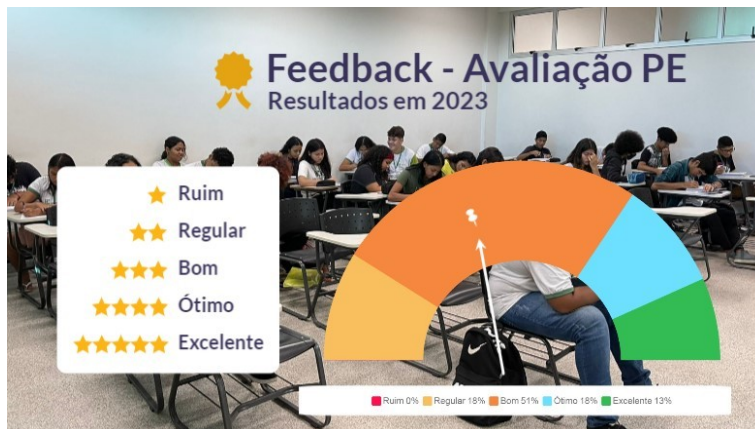 Feedback - Avaliação PE
Resultados em 2023
Ruim
Regular
Bom
Ótimo
Excelente
Ruim 0% Regular 18% Bom 51% Ótimo 18% Excelente 13%